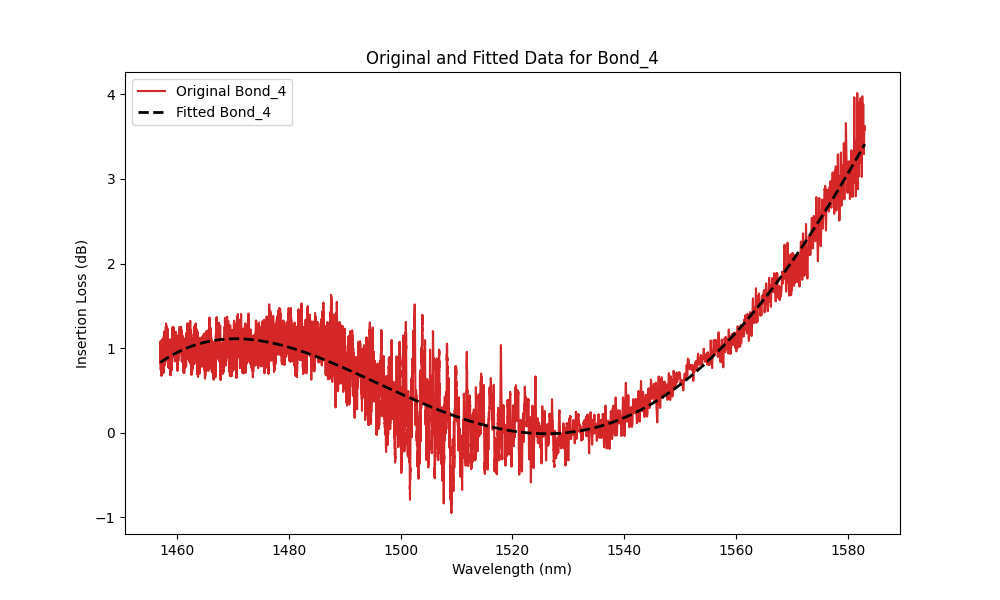 Original and Fitted Data for Bond_4
Original Bond_4
Fitted Bond_4
4
3
2
1
0
−1
Insertion Loss (dB)
1460 1480 1500 1520 1540 1560 1580
Wavelength (nm)